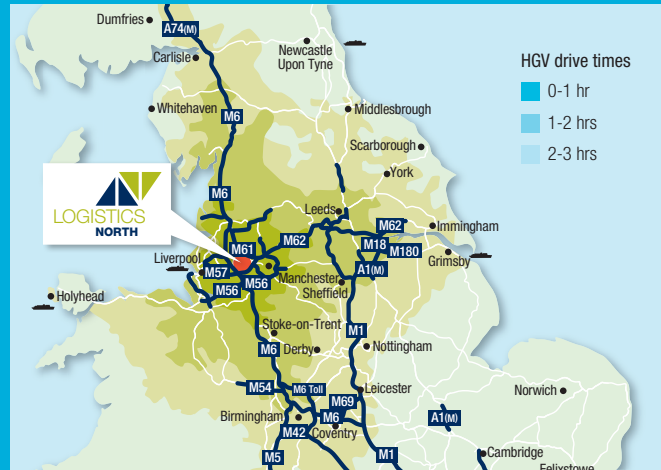 Dumfries
A74(M)
Newcastle
Upon Tyne
Carlisle
HGV drive times
0-1 hr
1-2 hrs
2-3 hrs
Whitehaven
M6
Middlesbrough
Scarborough
York
M6
LOGISTICS
NORTH
Leeds
M62
Immingham
M61
M62
M18
M180
Liverpool
M57
Grimsby
A1(M)
M56
M56
Manchester
Sheffield
Holyhead
Stoke-on-Trent
M1
M6
Derby
Nottingham
M54
M6 Toll
Leicester
Norwich
M69
Birmingham
M6
A1(M)
M42
Coventry
Cambridge
M5
M1
Felixstowe